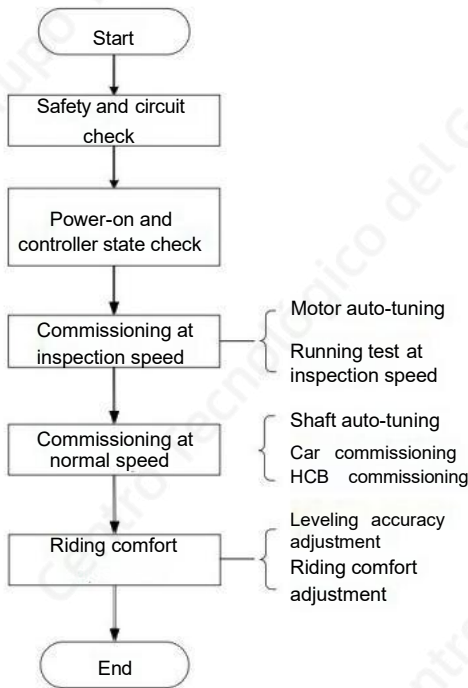 Start
Safety and circuit
check
Power-on and
controller state check
Commissioning at
inspection speed
Motor auto-tuning
Running test at
inspection speed
Commissioning at
normal speed
Shaft auto-tuning
Car commissioning
HCB commissioning
Riding comfort
Leveling accuracy
adjustment
Riding comfort
adjustment
End